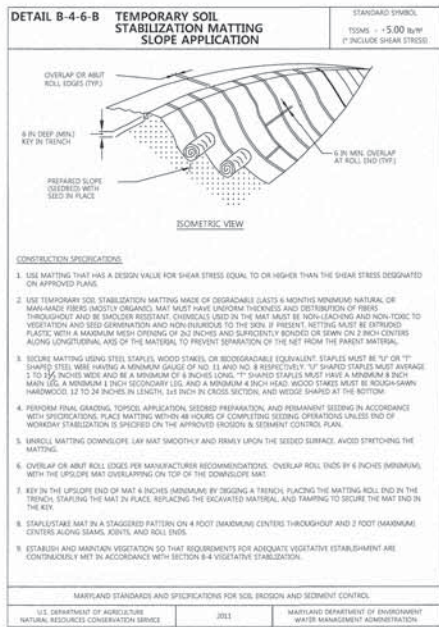 DETAIL B-4-6-B TEMPORARY SOIL
STABILIZATION MATTING
SLOPE APPLICATION
STANDARD SYMBOL
TSSMS - *5.00 lb/ft²
(* INCLUDE SHEAR STRESS)
OVERLAP OR ABUT
ROLL EDGES (TYP.)
6 IN DEEP (MIN.)
KEY IN TRENCH
6 IN MIN. OVERLAP
AT ROLL END (TYP.)
PREPARED SLOPE
(SEEDBED) WITH
SEED IN PLACE
ISOMETRIC VIEW
CONSTRUCTION SPECIFICATIONS:
1. USE MATTING THAT HAS A DESIGN VALUE FOR SHEAR STRESS EQUAL TO OR HIGHER THAN THE SHEAR STRESS DESIGNATED
ON APPROVED PLANS.
2. USE TEMPORARY SOIL STABILIZATION MATTING MADE OF DEGRADABLE (LASTS 6 MONTHS MINIMUM) NATURAL OR
MAN-MADE FIBERS (MOSTLY ORGANIC). MAT MUST HAVE UNIFORM THICKNESS AND DISTRIBUTION OF FIBERS
THROUGHOUT AND BE SMOLDER RESISTANT. CHEMICALS USED IN THE MAT MUST BE NON-LEACHING AND NON-TOXIC TO
VEGETATION AND SEED GERMINATION AND NON-INJURIOUS TO THE SKIN. IF PRESENT, NETTING MUST BE EXTRUDED
PLASTIC WITH A MAXIMUM MESH OPENING OF 2x2 INCHES AND SUFFICIENTLY BONDED OR SEWN ON 2 INCH CENTERS
ALONG LONGITUDINAL AXIS OF THE MATERIAL TO PREVENT SEPARATION OF THE NET FROM THE PARENT MATERIAL.
3. SECURE MATTING USING STEEL STAPLES, WOOD STAKES, OR BIODEGRADABLE EQUIVALENT. STAPLES MUST BE "U" OR "T"
SHAPED STEEL WIRE HAVING A MINIMUM GAUGE OF NO. 11 AND NO. 8 RESPECTIVELY. "U" SHAPED STAPLES MUST AVERAGE
1 TO 1½ INCHES WIDE AND BE A MINIMUM OF 6 INCHES LONG. "T" SHAPED STAPLES MUST HAVE A MINIMUM 8 INCH
MAIN LEG, A MINIMUM 1 INCH SECONDARY LEG, AND A MINIMUM 4 INCH HEAD. WOOD STAKES MUST BE ROUGH-SAWN
HARDWOOD, 12 TO 24 INCHES IN LENGTH, 1x3 INCH IN CROSS SECTION, AND WEDGE SHAPED AT THE BOTTOM.
4. PERFORM FINAL GRADING, TOPSOIL APPLICATION, SEEDBED PREPARATION, AND PERMANENT SEEDING IN ACCORDANCE
WITH SPECIFICATIONS. PLACE MATTING WITHIN 48 HOURS OF COMPLETING SEEDING OPERATIONS UNLESS END OF
WORKDAY STABILIZATION IS SPECIFIED ON THE APPROVED EROSION & SEDIMENT CONTROL PLAN.
5. UNROLL MATTING DOWNSLOPE. LAY MAT SMOOTHLY AND FIRMLY UPON THE SEEDED SURFACE. AVOID STRETCHING THE
MATTING.
6. OVERLAP OR ABUT ROLL EDGES PER MANUFACTURER RECOMMENDATIONS. OVERLAP ROLL ENDS BY 6 INCHES (MINIMUM),
WITH THE UPSLOPE MAT OVERLAPPING ON TOP OF THE DOWNSLOPE MAT.
7. KEY IN THE UPSLOPE END OF MAT 6 INCHES (MINIMUM) BY DIGGING A TRENCH, PLACING THE MATTING ROLL END IN THE
TRENCH, STAPLING THE MAT IN PLACE, REPLACING THE EXCAVATED MATERIAL, AND TAMPING TO SECURE THE MAT END IN
THE KEY.
8. STAPLE/STAKE MAT IN A STAGGERED PATTERN ON 4 FOOT (MAXIMUM) CENTERS THROUGHOUT AND 2 FOOT (MAXIMUM)
CENTERS ALONG SEAMS, JOINTS, AND ROLL ENDS.
9. ESTABLISH AND MAINTAIN VEGETATION SO THAT REQUIREMENTS FOR ADEQUATE VEGETATIVE ESTABLISHMENT ARE
CONTINUOUSLY MET IN ACCORDANCE WITH SECTION B-4 VEGETATIVE STABILIZATION.
MARYLAND STANDARDS AND SPECIFICATIONS FOR SOIL EROSION AND SEDIMENT CONTROL
U.S. DEPARTMENT OF AGRICULTURE
NATURAL RESOURCES CONSERVATION SERVICE
2011
MARYLAND DEPARTMENT OF ENVIRONMENT
WATER MANAGEMENT ADMINISTRATION